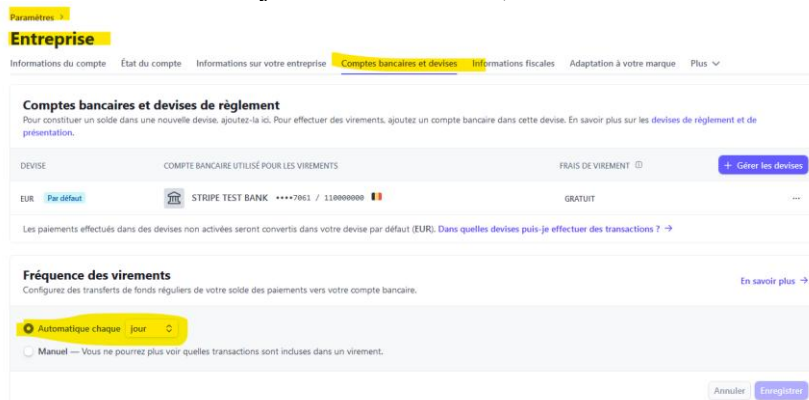 Paramètres >
Entreprise
Informations du compte État du compte Informations sur votre entreprise Comptes bancaires et devises Informations fiscales Adaptation à votre marque Plus
Comptes bancaires et devises de règlement
Pour constituer un solde dans une nouvelle devise, ajoutez-la ici. Pour effectuer des virements, ajoutez un compte bancaire dans cette devise. En savoir plus sur les devises de règlement et de
présentation.
DEVISE COMPTE BANCAIRE UTILISÉ POUR LES VIREMENTS FRAIS DE VIREMENT + Gérer les devises
EUR Par défaut STRIPE TEST BANK ••••7061 / 110000000 GRATUIT ...
Les paiements effectués dans des devises non activées seront convertis dans votre devise par défaut (EUR). Dans quelles devises puis-je effectuer des transactions ? →
Fréquence des virements En savoir plus →
Configurez des transferts de fonds réguliers de votre solde des paiements vers votre compte bancaire.
Automatique chaque jour
Manuel — Vous ne pourrez plus voir quelles transactions sont incluses dans un virement.
Annuler Enregistrer